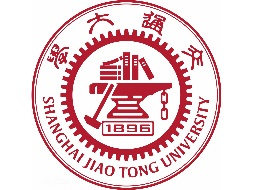 交通大學
1896
SHANGHAI JIAO TONG UNIVERSITY